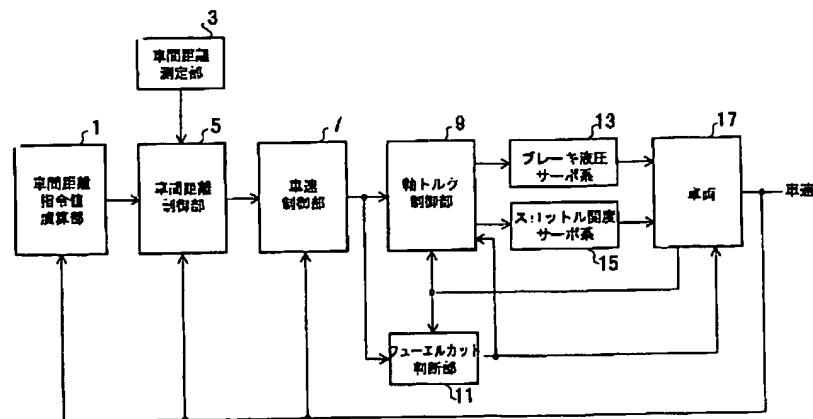 3
車間距離
測定部
1
車間距離
指令値
演算部
5
車間距離
制御部
7
車速
制御部
9
軸トルク
制御部
13
ブレーキ液圧
サーボ系
スロットル開度
サーボ系
15
17
車両
車速
フューエルカット
判断部
11